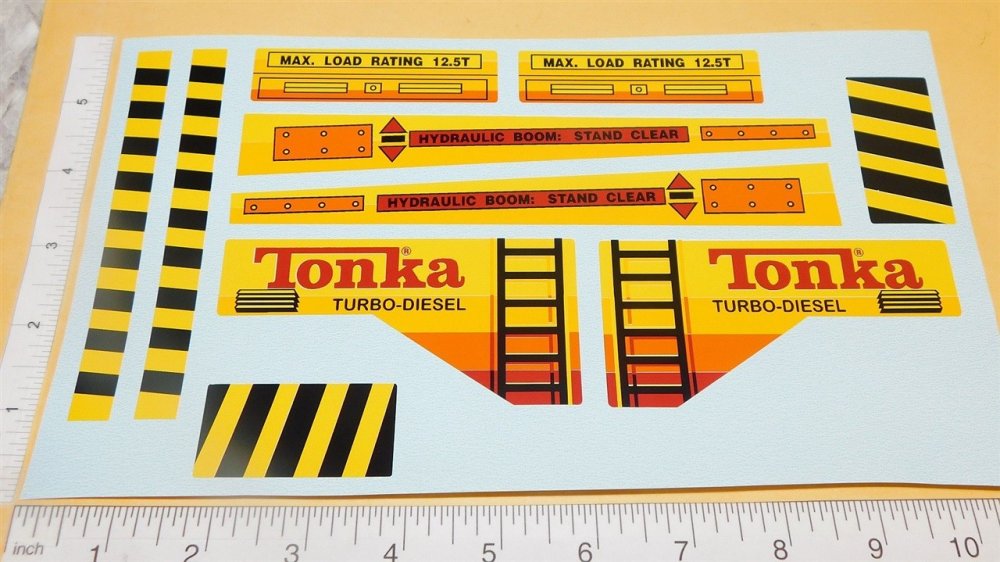 MAX. LOAD RATING 12.5T
MAX. LOAD RATING 12.5T
HYDRAULIC BOOM: STAND CLEAR
HYDRAULIC BOOM: STAND CLEAR
Tonka®
TURBO-DIESEL
Tonka®
TURBO-DIESEL
5
4
3
2
1
inch 1 2 3 4 5 6 7 8 9 10